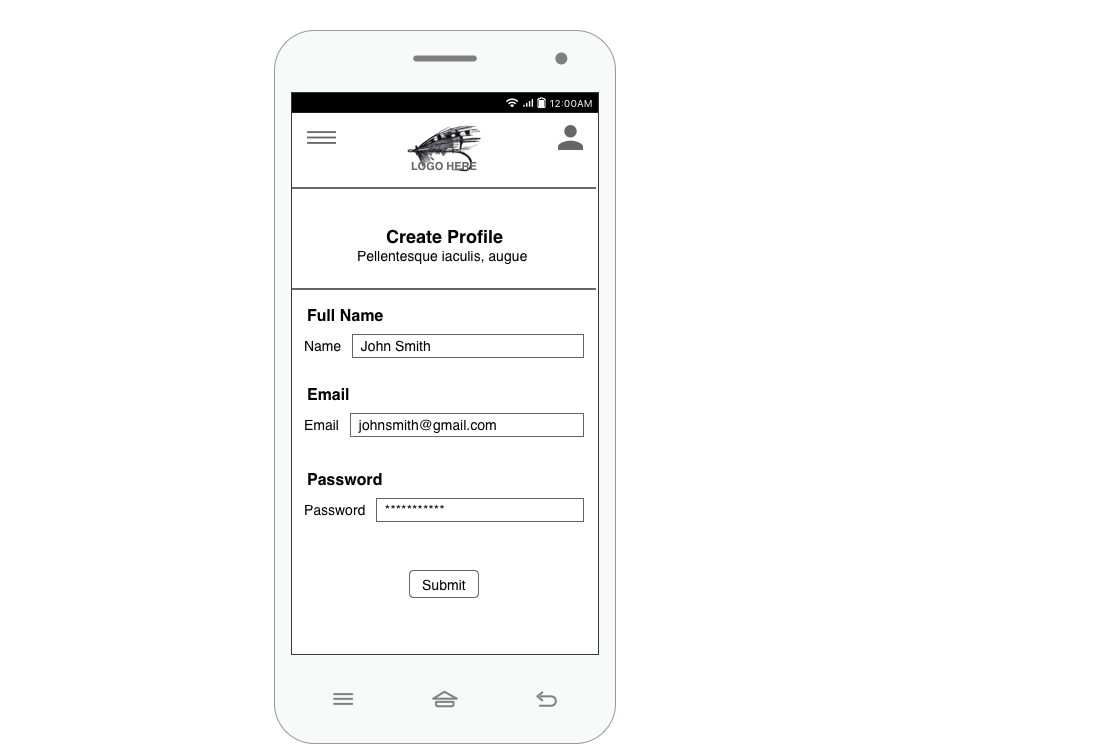 12:00AM
LOGO HERE
Create Profile
Pellentesque iaculis, augue
Full Name
Name John Smith
Email
Email johnsmith@gmail.com
Password
Password ***********
Submit